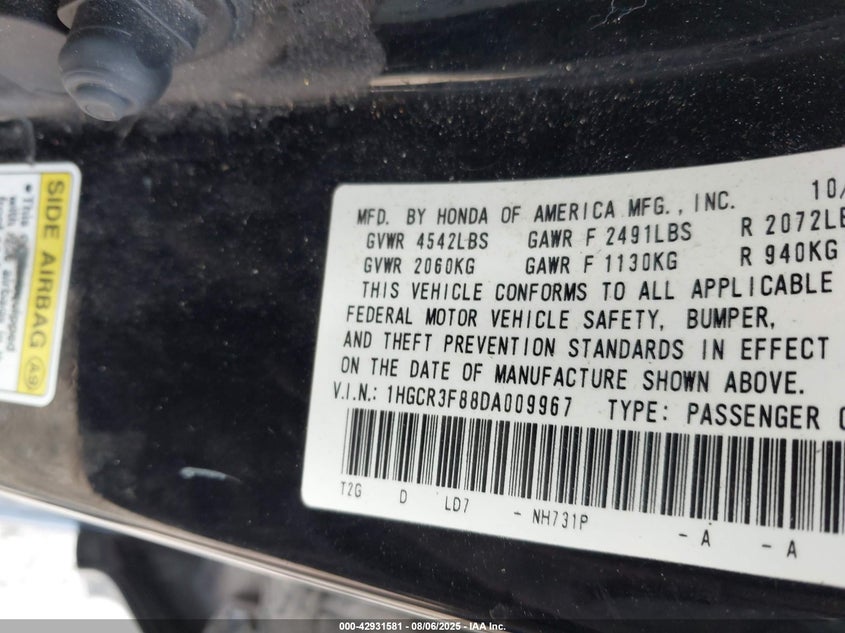 SIDE AIRBAG A9
• This
with
MFD. BY HONDA OF AMERICA MFG., INC. 10/
GVWR 4542LBS GAWR F 2491LBS R 2072LB
GVWR 2060KG GAWR F 1130KG R 940KG
THIS VEHICLE CONFORMS TO ALL APPLICABLE
FEDERAL MOTOR VEHICLE SAFETY, BUMPER,
AND THEFT PREVENTION STANDARDS IN EFFECT
ON THE DATE OF MANUFACTURE SHOWN ABOVE.
V.I.N.: 1HGCR3F88DA009967 TYPE: PASSENGER
T2G D LD7 - NH731P - A - A
000-42931581 - 08/06/2025 - IAA Inc.